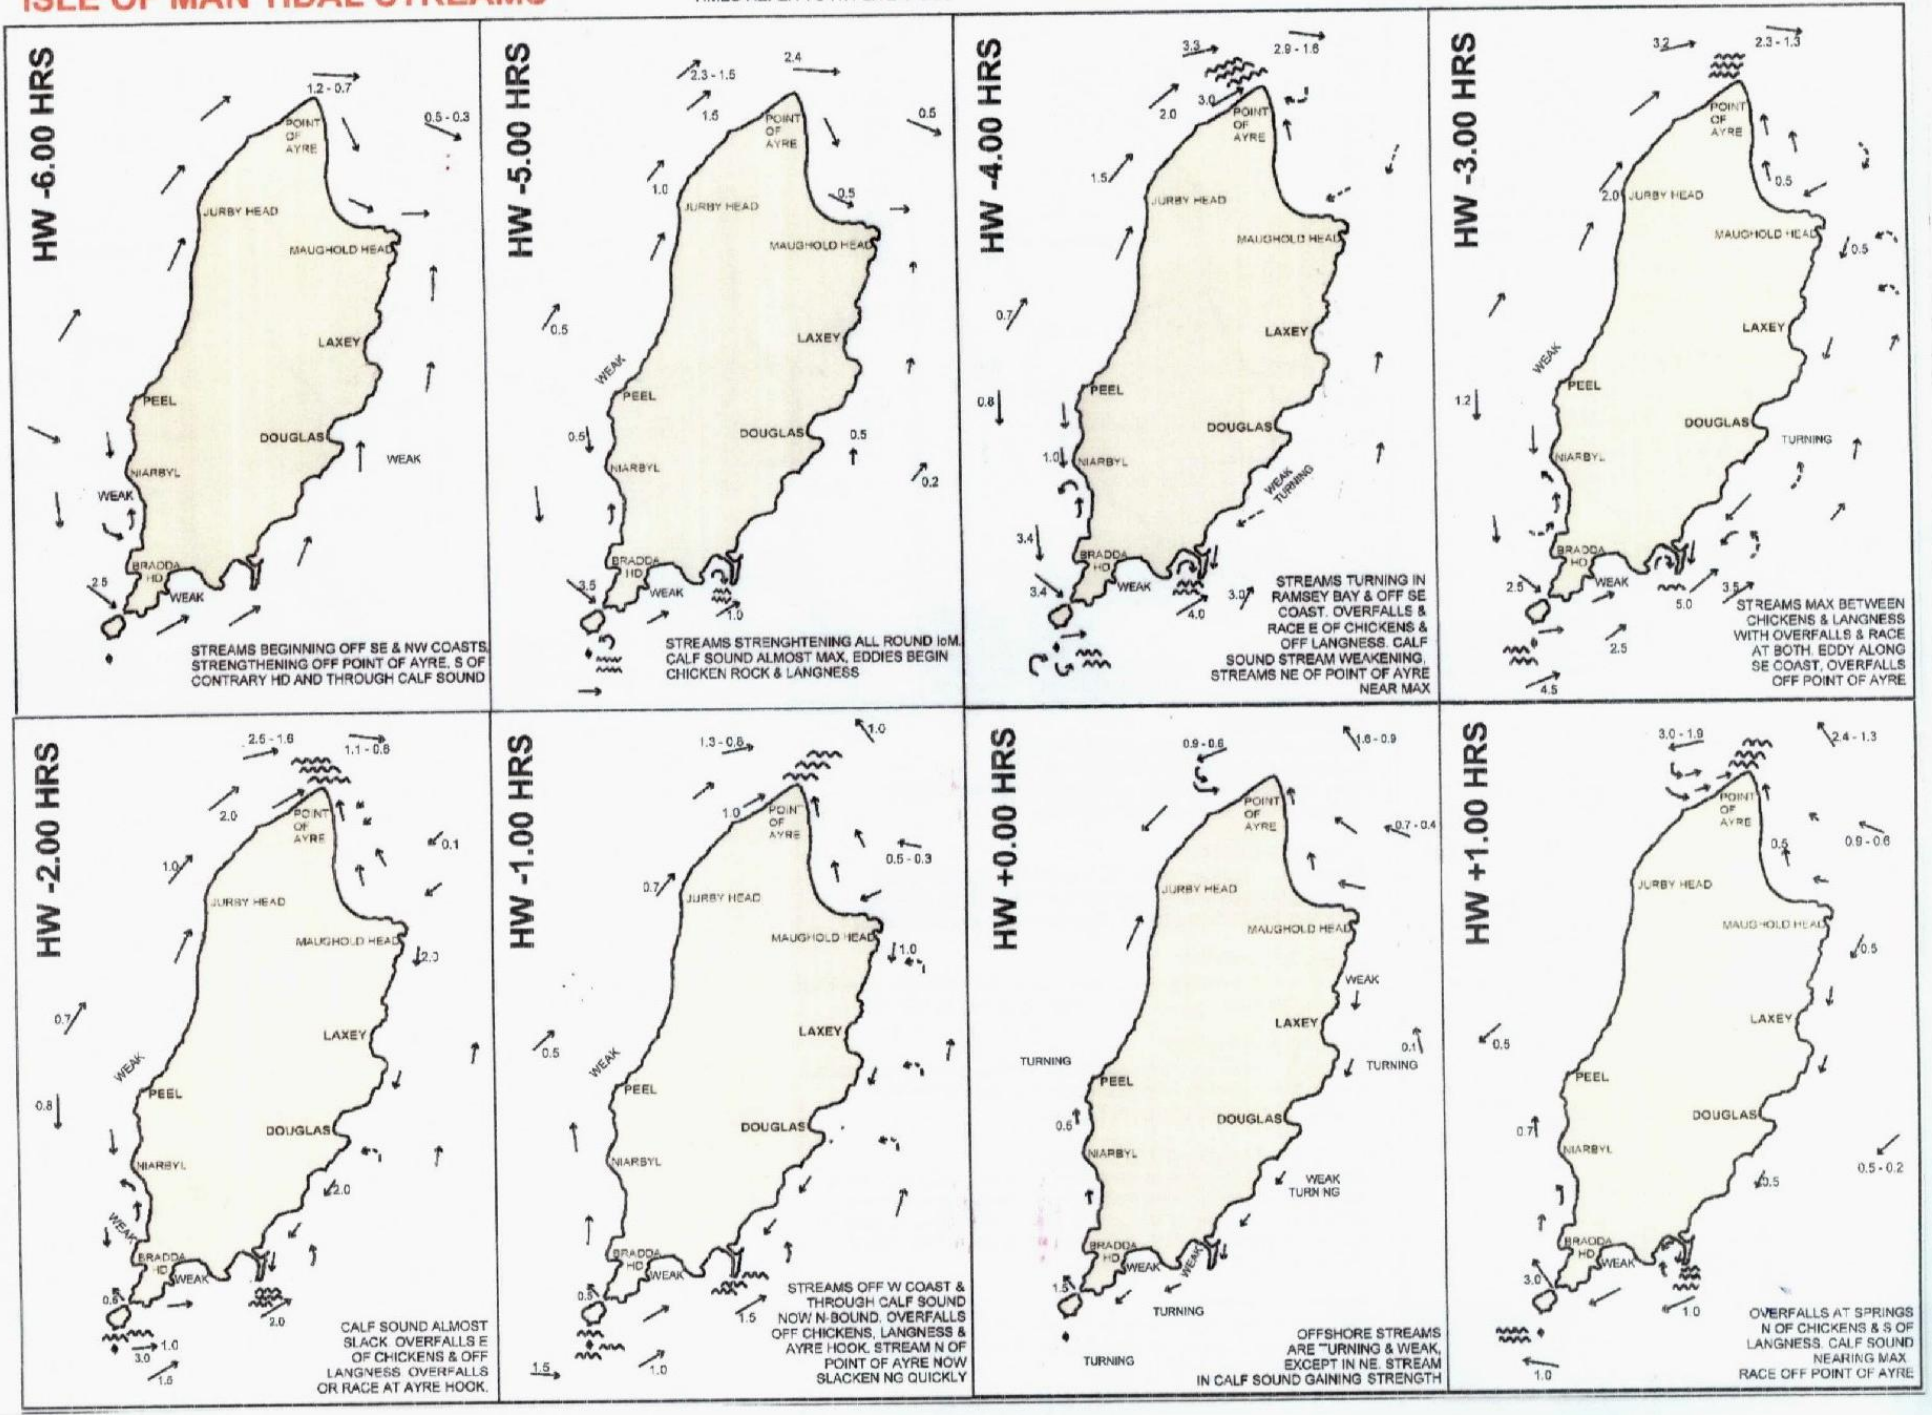 ISLE OF MAN TIDAL STREAMS
HW -6.00 HRS
1.2 - 0.7
0.5 - 0.3
POINT
OF
AYRE
JURBY HEAD
MAUGHOLD HEAD
LAXEY
PEEL
DOUGLAS
WEAK
NIARBYL
WEAK
BRADDA
HD
2.5
WEAK
STREAMS BEGINNING OFF SE & NW COASTS,
STRENGTHENING OFF POINT OF AYRE, S OF
CONTRARY HD AND THROUGH CALF SOUND
HW -5.00 HRS
2.4
2.3 - 1.5
1.5
POINT
OF
AYRE
0.5
1.0
0.5
JURBY HEAD
MAUGHOLD HEAD
0.5
LAXEY
WEAK
PEEL
0.5
DOUGLAS
0.5
NIARBYL
0.2
BRADDA
HD
3.5
WEAK
1.0
STREAMS STRENGHTENING ALL ROUND IoM.
CALF SOUND ALMOST MAX, EDDIES BEGIN
CHICKEN ROCK & LANGNESS
HW -4.00 HRS
3.3
2.9 - 1.6
3.0
2.0
POINT
OF
AYRE
1.5
JURBY HEAD
MAUGHOLD HEAD
0.7
LAXEY
PEEL
0.8
DOUGLAS
1.0
NIARBYL
WEAK
TURNING
3.4
BRADDA
HD
WEAK
3.4
4.0
3.0
STREAMS TURNING IN
RAMSEY BAY & OFF SE
COAST. OVERFALLS &
RACE E OF CHICKENS &
OFF LANGNESS. CALF
SOUND STREAM WEAKENING,
STREAMS NE OF POINT OF AYRE
NEAR MAX
HW -3.00 HRS
3.2
2.3 - 1.3
POINT
OF
AYRE
0.5
2.0
JURBY HEAD
MAUGHOLD HEAD
0.5
LAXEY
WEAK
PEEL
1.2
DOUGLAS
TURNING
NIARBYL
BRADDA
HD
2.5
WEAK
5.0
3.5
2.5
4.5
STREAMS MAX BETWEEN
CHICKENS & LANGNESS
WITH OVERFALLS & RACE
AT BOTH. EDDY ALONG
SE COAST, OVERFALLS
OFF POINT OF AYRE
HW -2.00 HRS
2.5 - 1.6
1.1 - 0.8
2.0
POINT
OF
AYRE
0.1
1.0
JURBY HEAD
MAUGHOLD HEAD
2.0
0.7
LAXEY
WEAK
PEEL
0.8
DOUGLAS
NIARBYL
2.0
WEAK
BRADDA
HD
WEAK
0.5
2.0
1.0
3.0
1.5
CALF SOUND ALMOST
SLACK OVERFALLS E
OF CHICKENS & OFF
LANGNESS OVERFALLS
OR RACE AT AYRE HOOK.
HW -1.00 HRS
1.3 - 0.8
1.0
1.0
POINT
OF
AYRE
0.5 - 0.3
0.7
JURBY HEAD
MAUGHOLD HEAD
1.0
0.5
LAXEY
WEAK
PEEL
DOUGLAS
NIARBYL
BRADDA
HD
WEAK
0.5
1.5
1.5
1.0
STREAMS OFF W COAST &
THROUGH CALF SOUND
NOW N-BOUND. OVERFALLS
OFF CHICKENS, LANGNESS &
AYRE HOOK. STREAM N OF
POINT OF AYRE NOW
SLACKENING QUICKLY
HW +0.00 HRS
0.9 - 0.6
1.6 - 0.9
POINT
OF
AYRE
0.7 - 0.4
JURBY HEAD
MAUGHOLD HEAD
WEAK
LAXEY
0.1
TURNING
TURNING
PEEL
0.5
DOUGLAS
NIARBYL
WEAK
TURNING
BRADDA
HD
WEAK
WEAK
1.5
TURNING
TURNING
OFFSHORE STREAMS
ARE TURNING & WEAK,
EXCEPT IN NE. STREAM
IN CALF SOUND GAINING STRENGTH
HW +1.00 HRS
3.0 - 1.9
2.4 - 1.3
POINT
OF
AYRE
0.5
0.9 - 0.6
JURBY HEAD
MAUGHOLD HEAD
0.5
LAXEY
0.5
PEEL
DOUGLAS
0.7
NIARBYL
0.5 - 0.2
0.5
BRADDA
HD
WEAK
3.0
1.0
1.0
OVERFALLS AT SPRINGS
N OF CHICKENS & S OF
LANGNESS. CALF SOUND
NEARING MAX
RACE OFF POINT OF AYRE